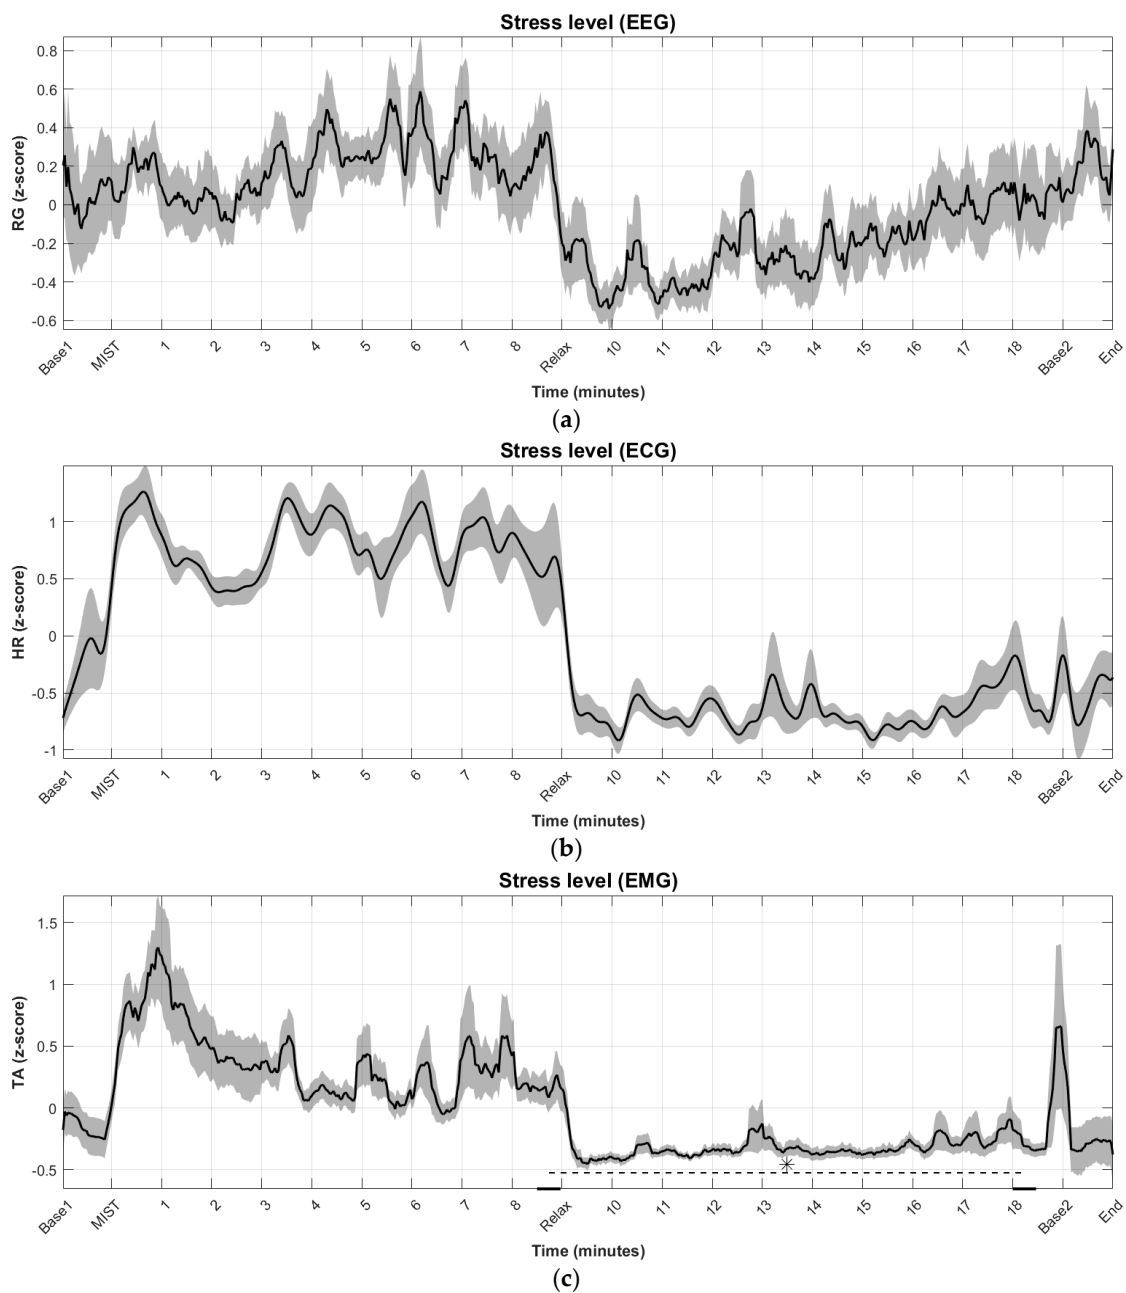 Stress level (EEG)
RG (z-score)
0.8
0.6
0.4
0.2
0
-0.2
-0.4
-0.6
Base1 MIST 1 2 3 4 5 6 7 8 Relax 10 11 12 13 14 15 16 17 18 Base2 End
Time (minutes)
(a)
Stress level (ECG)
HR (z-score)
1
0.5
0
-0.5
-1
Base1 MIST 1 2 3 4 5 6 7 8 Relax 10 11 12 13 14 15 16 17 18 Base2 End
Time (minutes)
(b)
Stress level (EMG)
TA (z-score)
1.5
1
0.5
0
-0.5
Base1 MIST 1 2 3 4 5 6 7 8 Relax 10 11 12 13 14 15 16 17 18 Base2 End
Time (minutes)
(c)